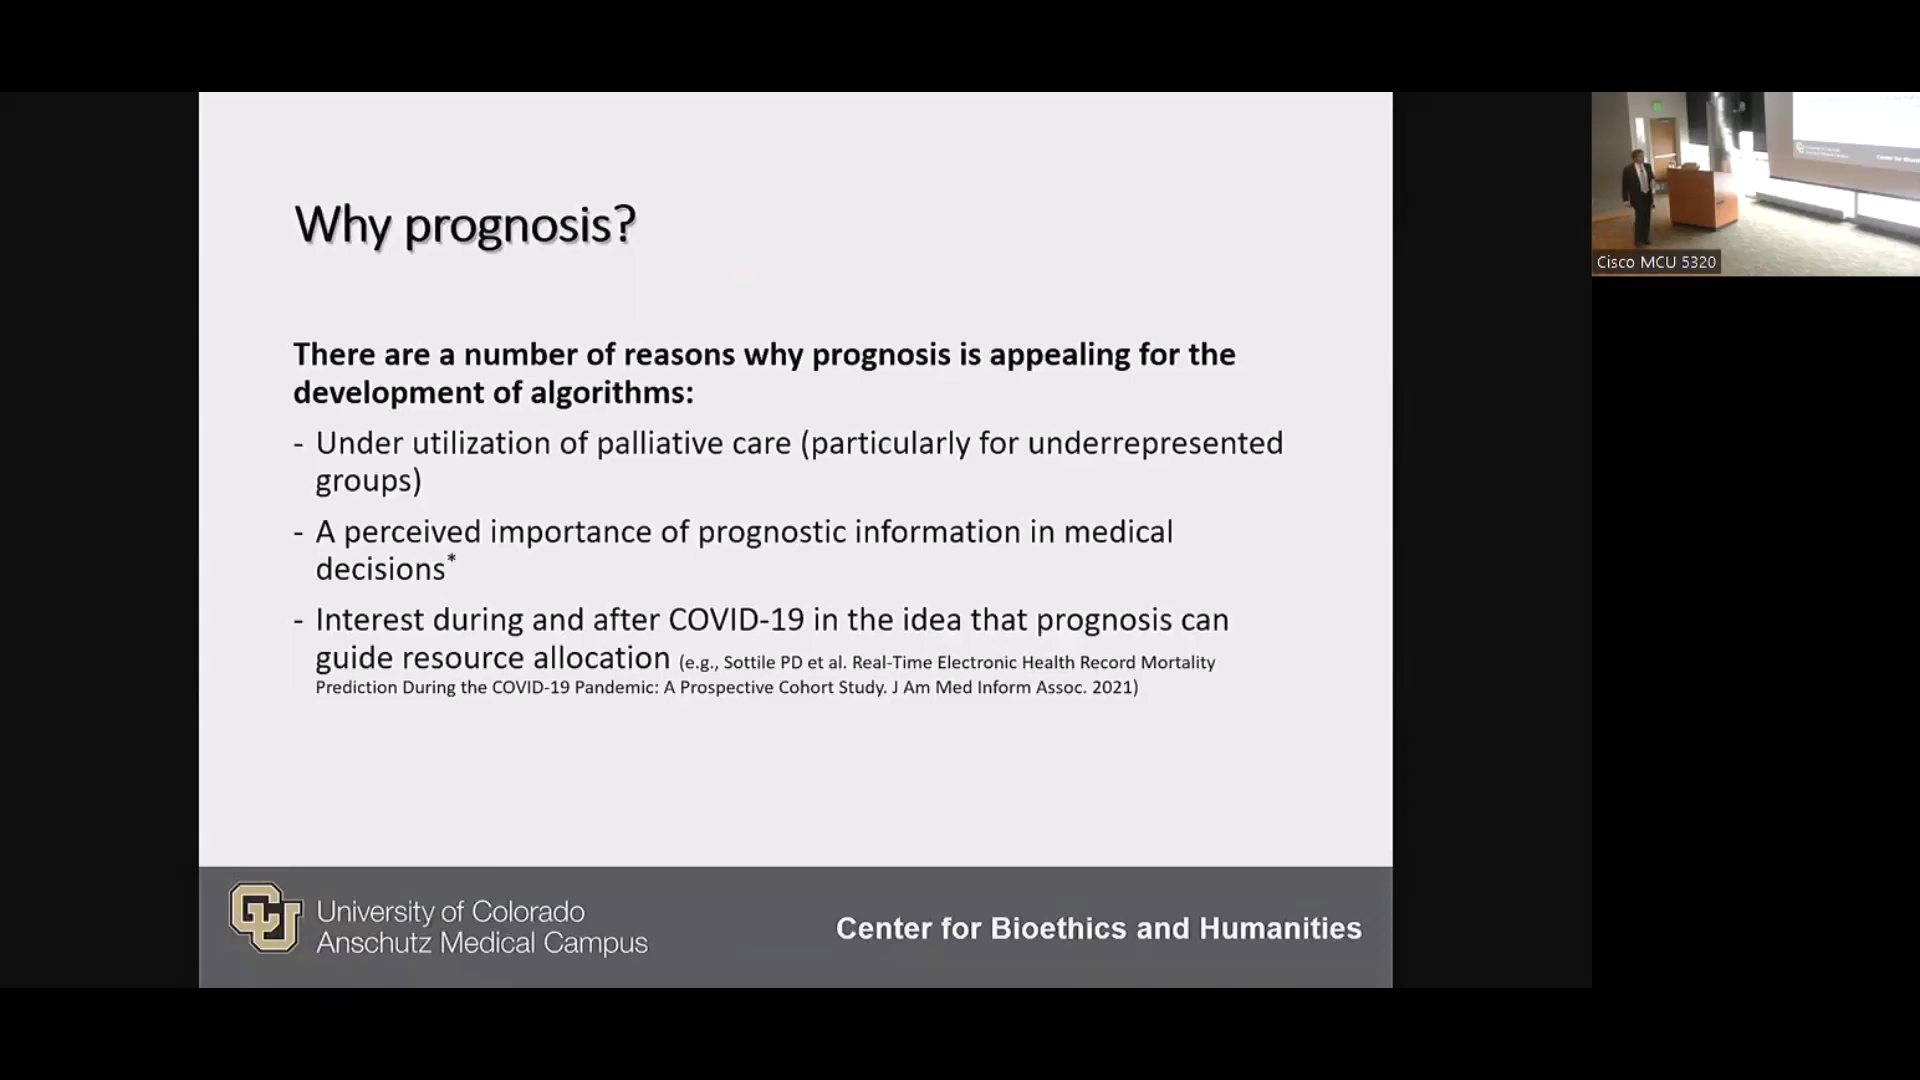 Why prognosis?
There are a number of reasons why prognosis is appealing for the
development of algorithms:
- Under utilization of palliative care (particularly for underrepresented
groups)
- A perceived importance of prognostic information in medical
decisions*
- Interest during and after COVID-19 in the idea that prognosis can
guide resource allocation (e.g., Sottile PD et al. Real-Time Electronic Health Record Mortality
Prediction During the COVID-19 Pandemic: A Prospective Cohort Study. J Am Med Inform Assoc. 2021)
CU
University of Colorado
Anschutz Medical Campus
Center for Bioethics and Humanities
Cisco MCU 5320